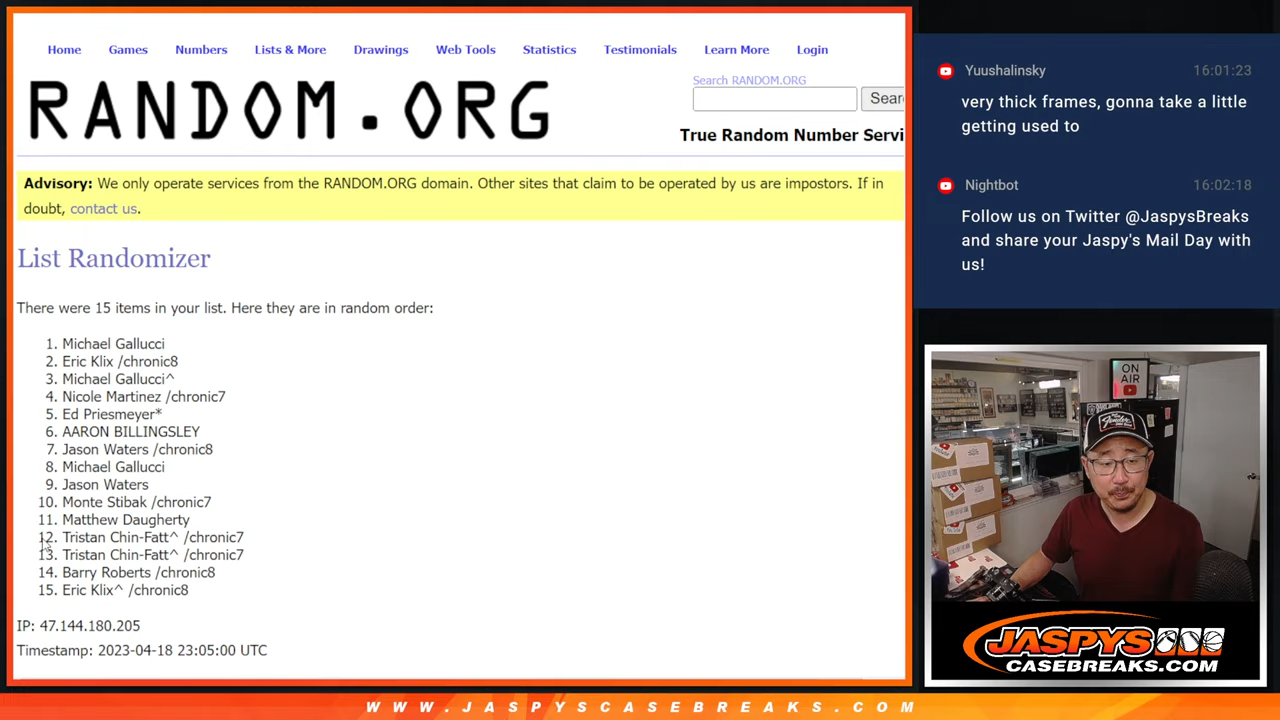 Home Games Numbers Lists & More Drawings Web Tools Statistics Testimonials Learn More Login
RANDOM.ORG
Search RANDOM.ORG
Sear
True Random Number Servi
Advisory: We only operate services from the RANDOM.ORG domain. Other sites that claim to be operated by us are impostors. If in
doubt, contact us.
List Randomizer
There were 15 items in your list. Here they are in random order:
1. Michael Gallucci
2. Eric Klix /chronic8
3. Michael Gallucci^
4. Nicole Martinez /chronic7
5. Ed Priesmeyer*
6. AARON BILLINGSLEY
7. Jason Waters /chronic8
8. Michael Gallucci
9. Jason Waters
10. Monte Stibak /chronic7
11. Matthew Daugherty
12. Tristan Chin-Fatt^ /chronic7
13. Tristan Chin-Fatt^ /chronic7
14. Barry Roberts /chronic8
15. Eric Klix^ /chronic8
IP: 47.144.180.205
Timestamp: 2023-04-18 23:05:00 UTC
Yuushalinsky 16:01:23
very thick frames, gonna take a little
getting used to
Nightbot 16:02:18
Follow us on Twitter @JaspysBreaks
and share your Jaspy's Mail Day with
us!
ON
AIR
Fender
JASPYS
CASEBREAKS.COM
WWW.JASPYSCASEBREAKS.COM